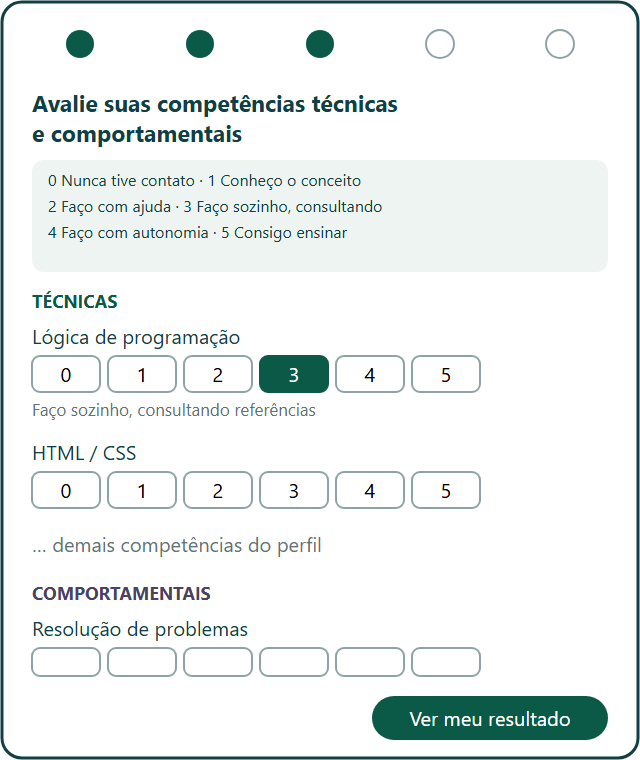 Avalie suas competências técnicas
e comportamentais
0 Nunca tive contato · 1 Conheço o conceito
2 Faço com ajuda · 3 Faço sozinho, consultando
4 Faço com autonomia · 5 Consigo ensinar
TÉCNICAS
Lógica de programação
0 1 2 3 4 5
Faço sozinho, consultando referências
HTML / CSS
0 1 2 3 4 5
... demais competências do perfil
COMPORTAMENTAIS
Resolução de problemas
Ver meu resultado